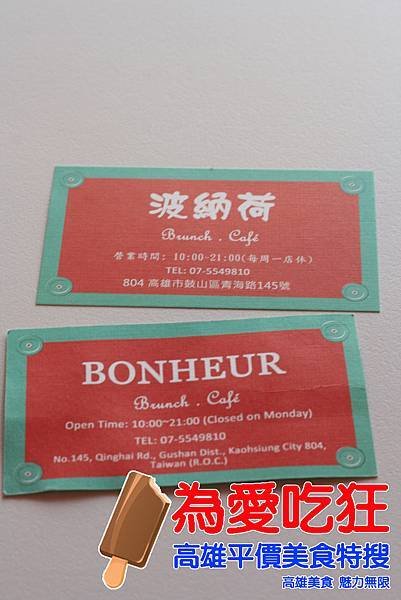 波納荷
Brunch . Café
營業時間: 10:00~21:00(每周一店休)
TEL: 07-5549810
804 高雄市鼓山區青海路145號
BONHEUR
Brunch . Café
Open Time: 10:00~21:00 (Closed on Monday)
TEL: 07-5549810
No.145, Qinghai Rd., Gushan Dist., Kaohsiung City 804,
Taiwan (R.O.C.)
為愛吃狂
高雄平價美食特搜
高雄美食 魅力無限